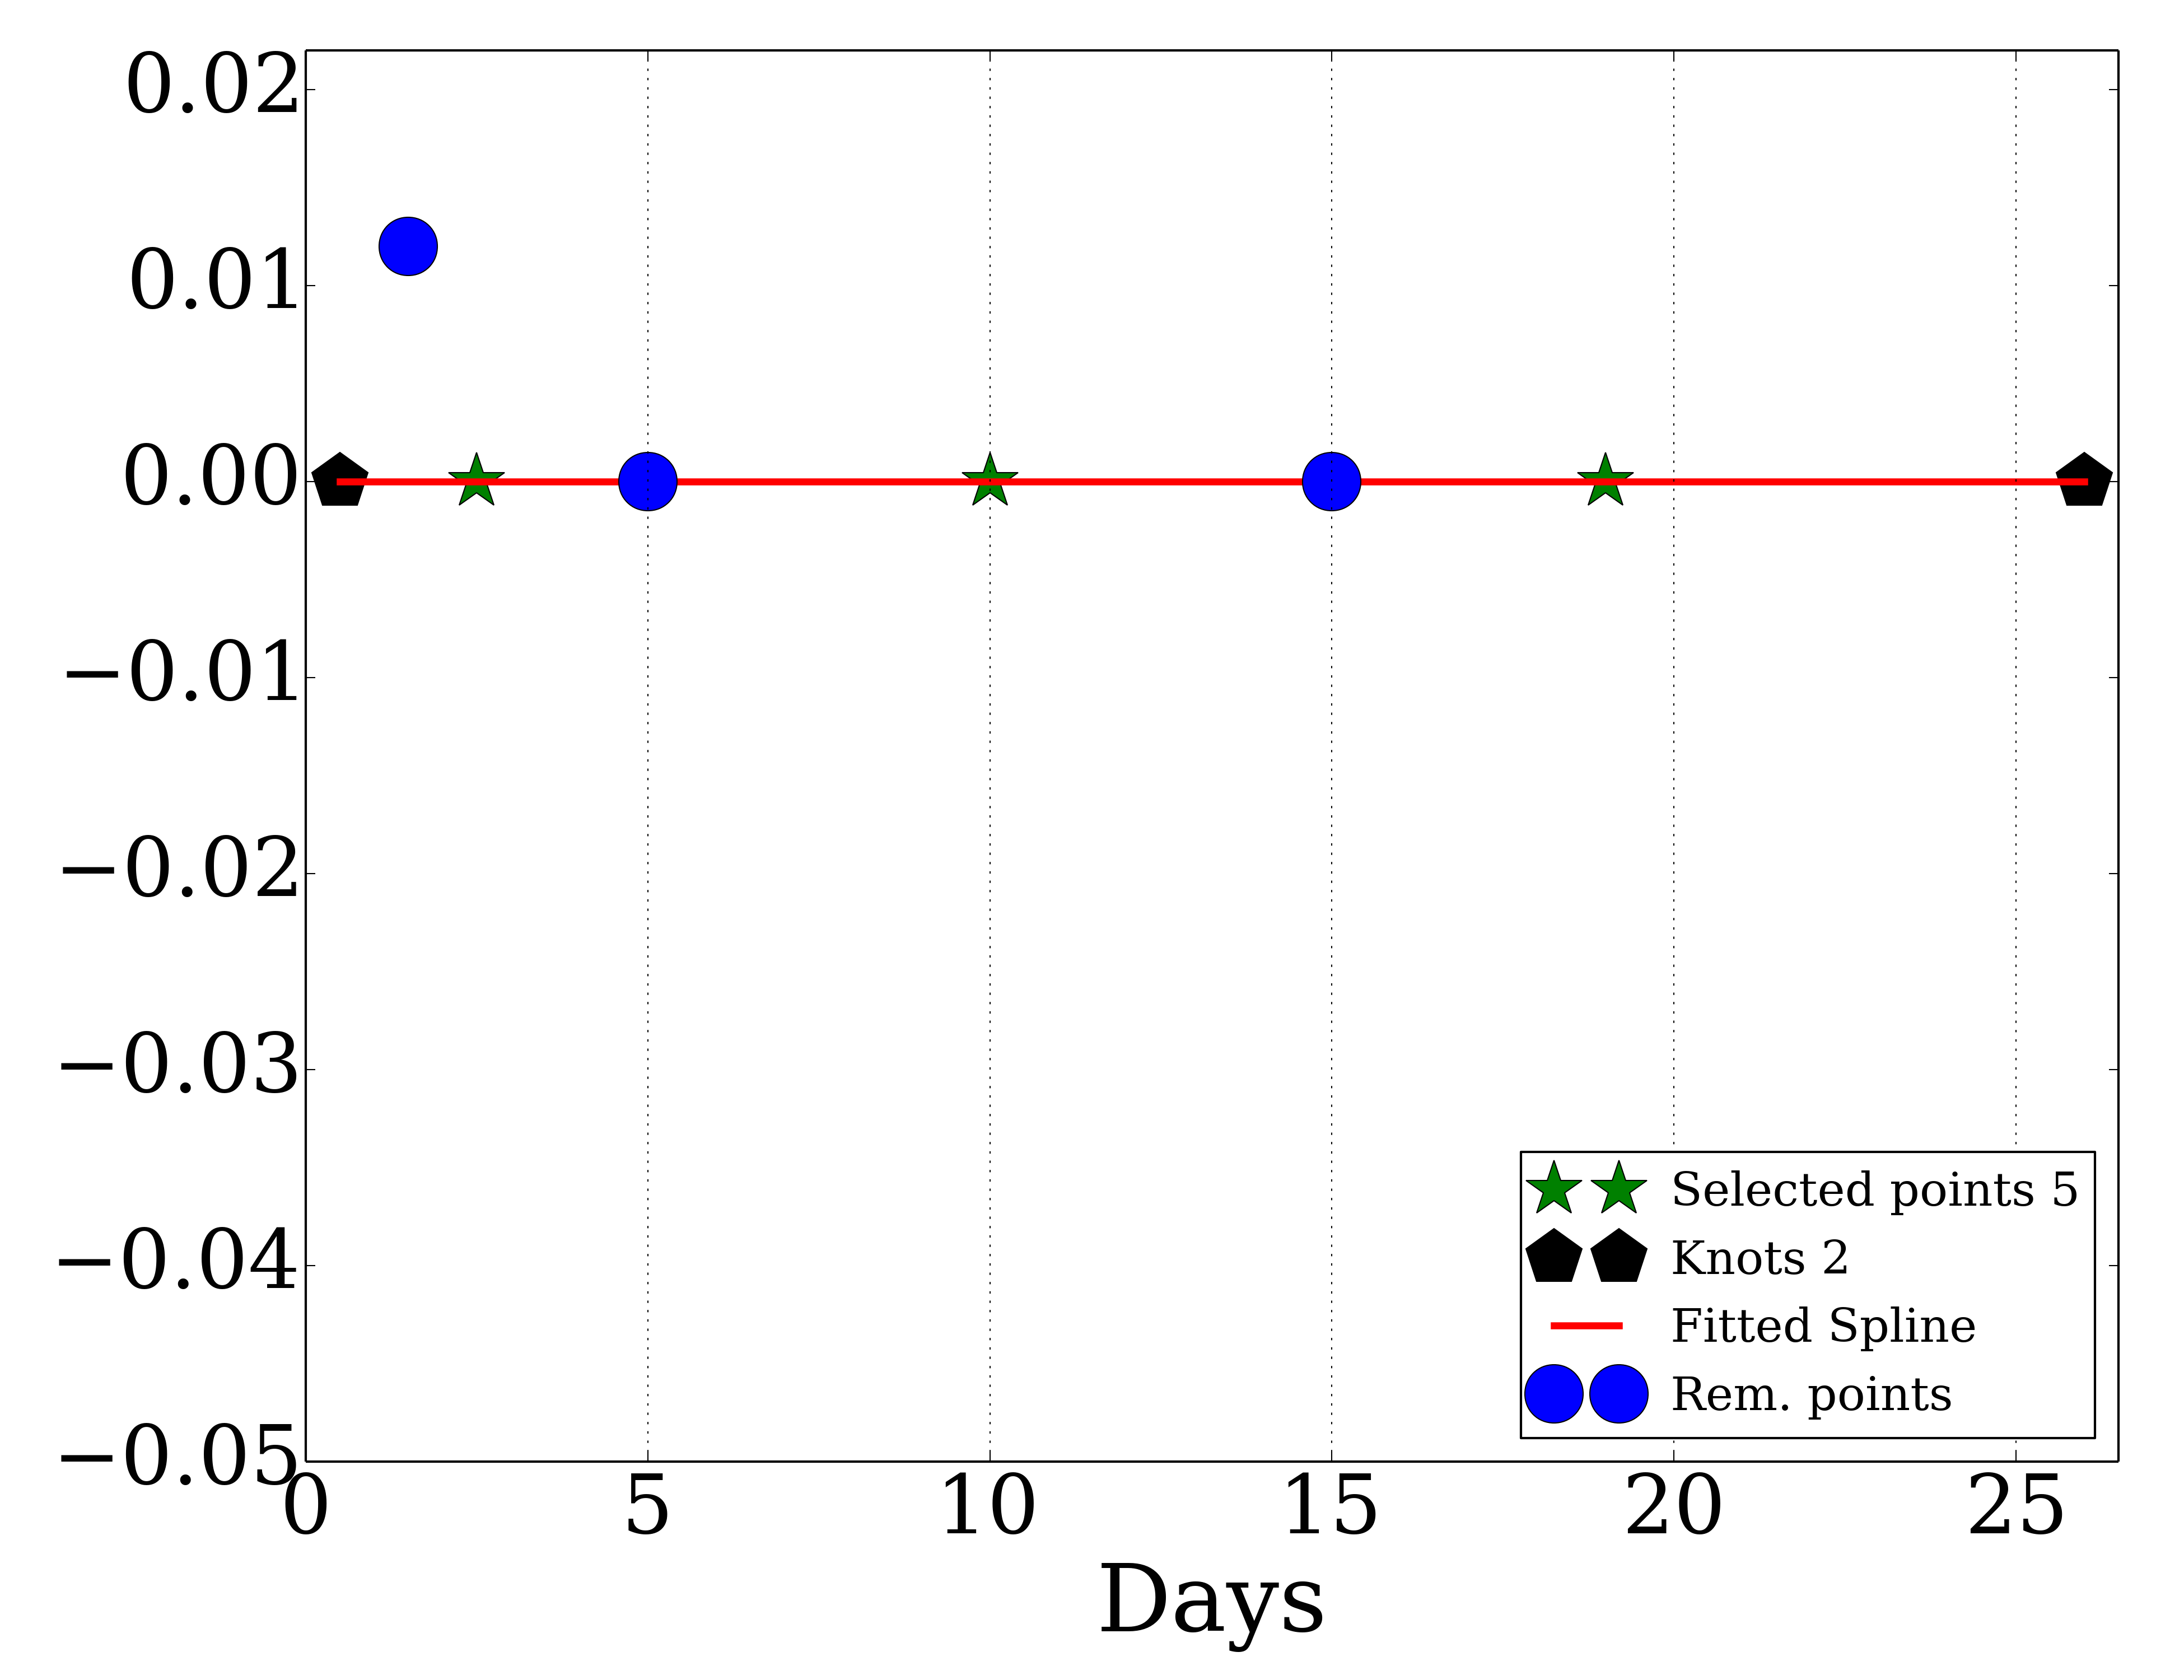 0.02
0.01
0.00
−0.01
−0.02
−0.03
−0.04
−0.05
0 5 10 15 20 25
Days
Selected points 5
Knots 2
Fitted Spline
Rem. points